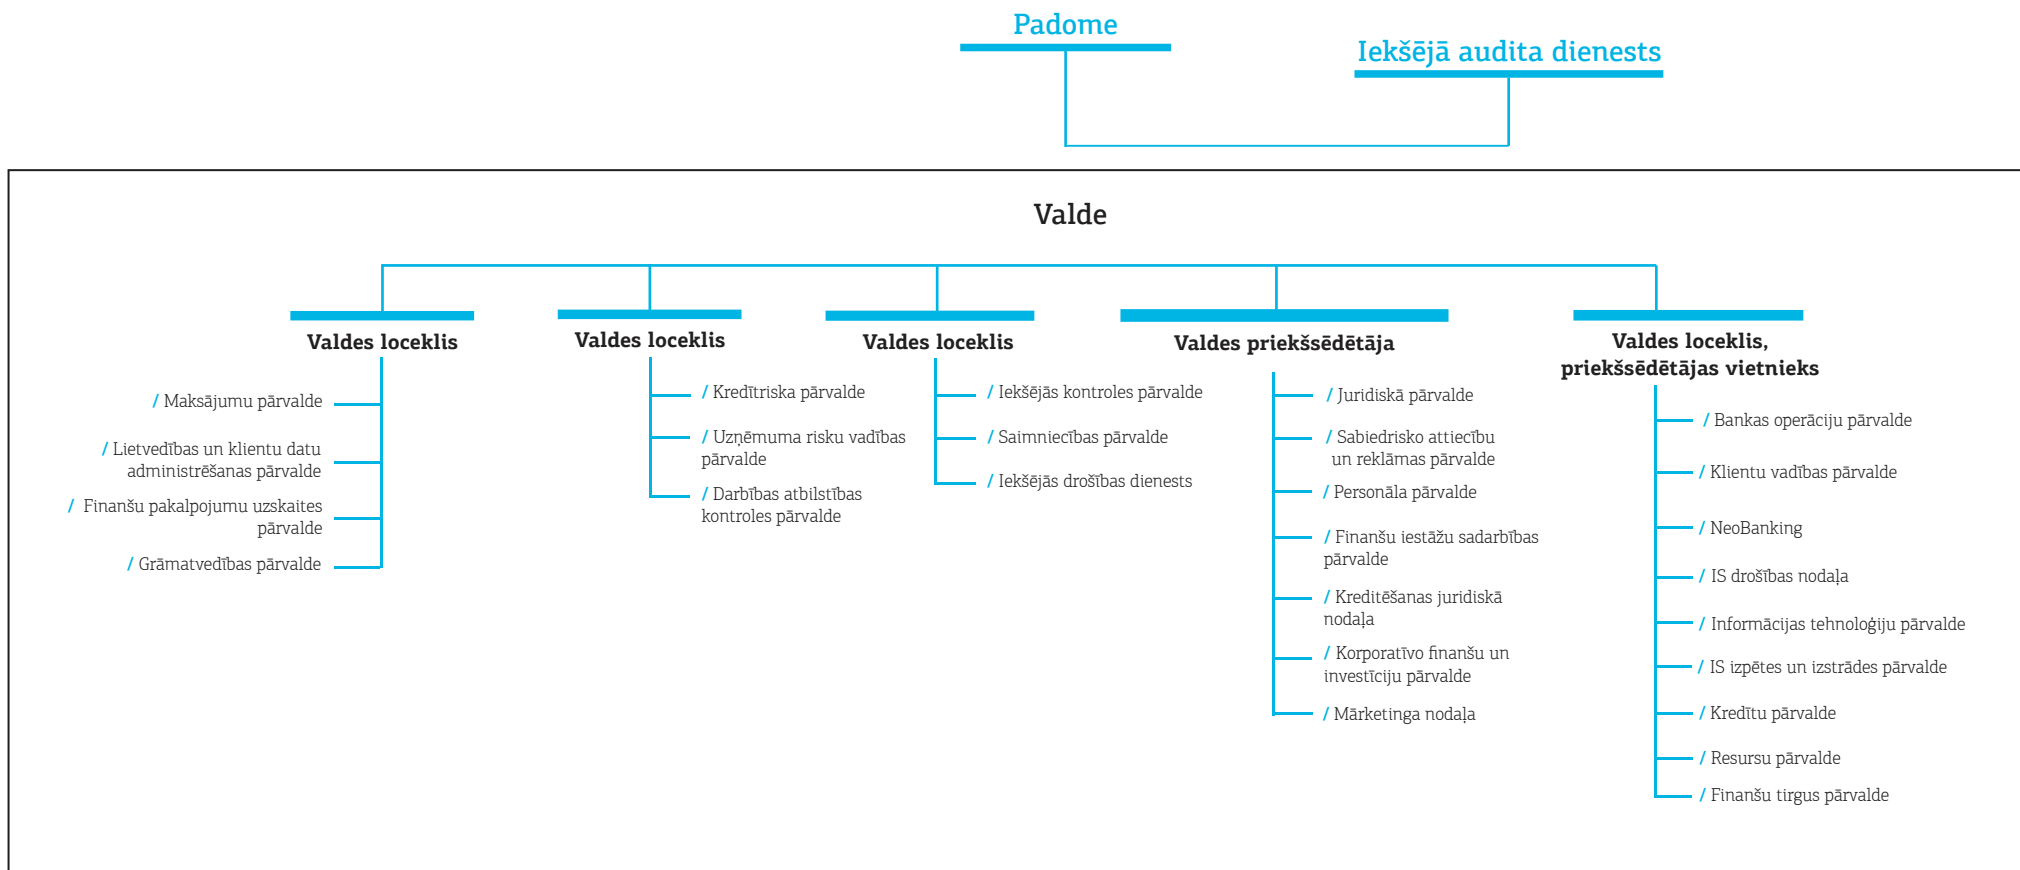 Padome
Iekšējā audita dienests
Valde
Valdes loceklis
/ Maksājumu pārvalde
/ Lietvedības un klientu datu
administrēšanas pārvalde
/ Finanšu pakalpojumu uzskaites
pārvalde
/ Grāmatvedības pārvalde
Valdes loceklis
/ Kredītriska pārvalde
/ Uzņēmuma risku vadības
pārvalde
/ Darbības atbilstības
kontroles pārvalde
Valdes loceklis
/ Iekšējās kontroles pārvalde
/ Saimniecības pārvalde
/ Iekšējās drošības dienests
Valdes priekšsēdētāja
/ Juridiskā pārvalde
/ Sabiedrisko attiecību
un reklāmas pārvalde
/ Personāla pārvalde
/ Finanšu iestāžu sadarbības
pārvalde
/ Kreditēšanas juridiskā
nodaļa
/ Korporatīvo finanšu un
investīciju pārvalde
/ Mārketinga nodaļa
Valdes loceklis,
priekšsēdētājas vietnieks
/ Bankas operāciju pārvalde
/ Klientu vadības pārvalde
/ NeoBanking
/ IS drošības nodaļa
/ Informācijas tehnoloģiju pārvalde
/ IS izpētes un izstrādes pārvalde
/ Kredītu pārvalde
/ Resursu pārvalde
/ Finanšu tirgus pārvalde